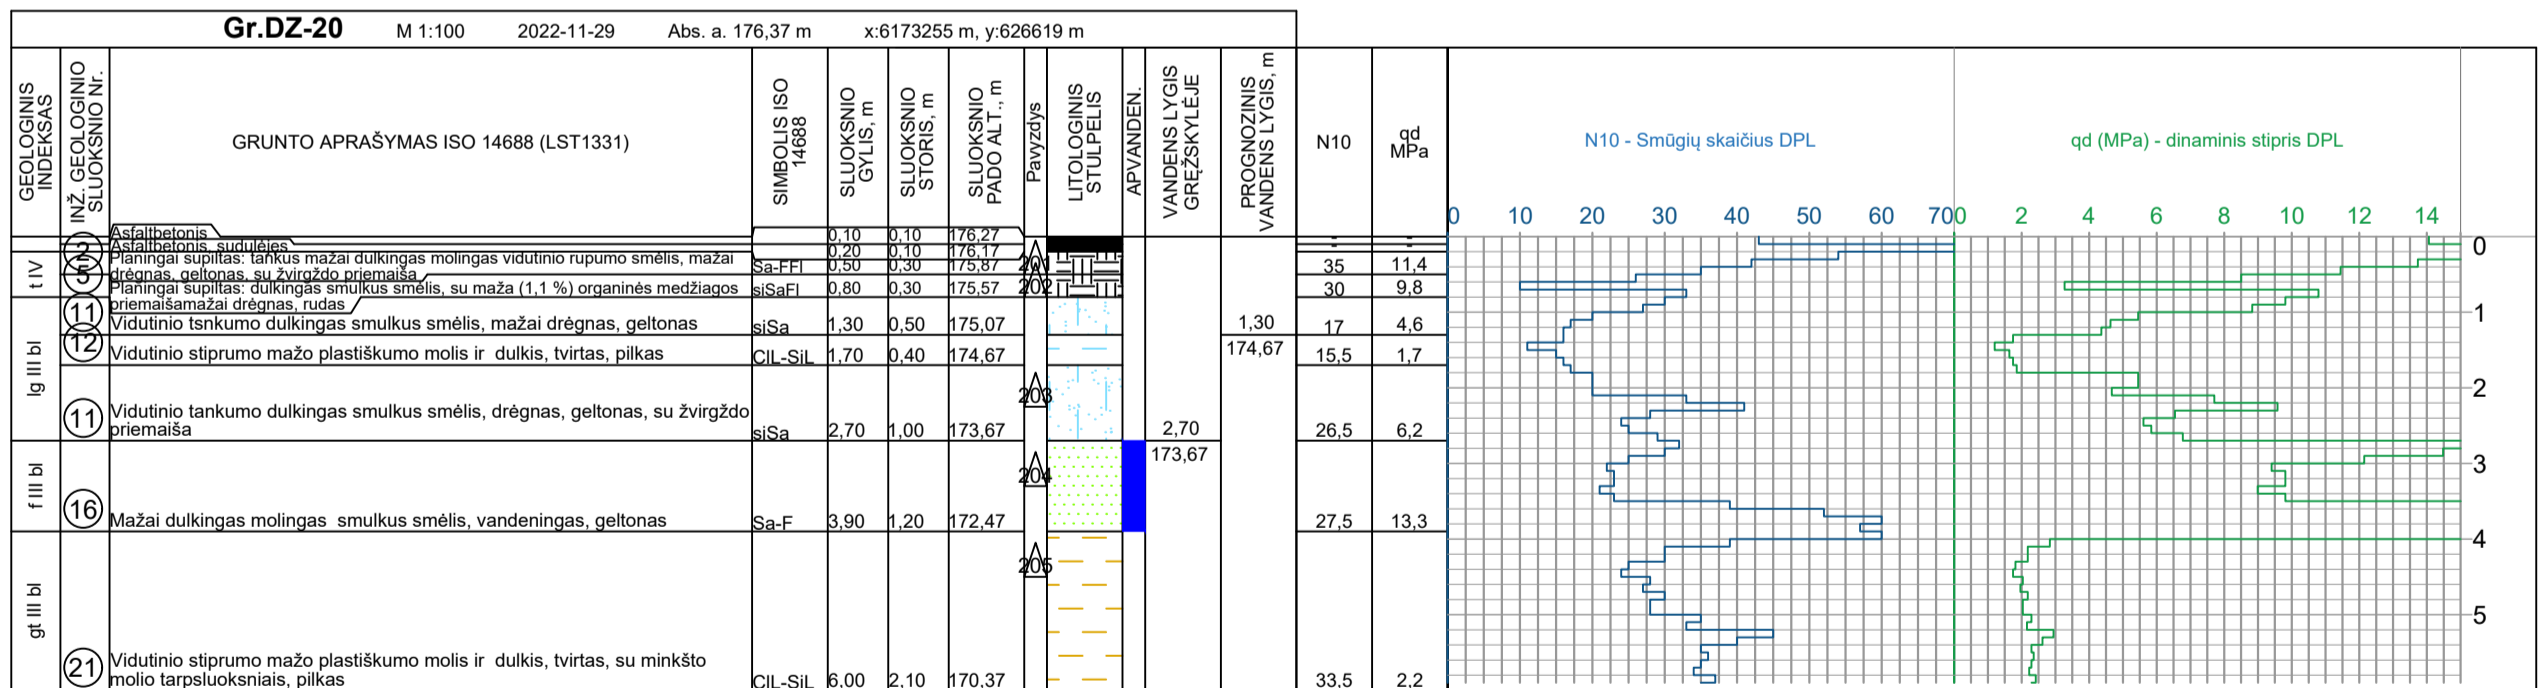 Gr.DZ-20 M 1:100 2022-11-29 Abs. a. 176,37 m x:6173255 m, y:626619 m
GEOLOGINIS INDEKSAS
INŽ. GEOLOGINIO SLUOKSNIO Nr.
GRUNTO APRAŠYMAS ISO 14688 (LST1331)
SIMBOLIS ISO 14688
SLUOKSNIO GYLIS, m
SLUOKSNIO STORIS, m
SLUOKSNIO PADO ALT., m
Pavyzdys
LITOLOGINIS STULPELIS
APVANDEN.
VANDENS LYGIS GRĘŽSKYLĖJE
PROGNOZINIS VANDENS LYGIS, m
N10
qd MPa
N10 - Smūgių skaičius DPL
qd (MPa) - dinaminis stipris DPL
0 10 20 30 40 50 60 70
0 2 4 6 8 10 12 14
Asfaltbetonis 0,10 0,10 176,27 - -
Asfaltbetonis, sudūlėjęs 0,20 0,10 176,17 - -
t IV
2 Planingai supiltas: tankus mažai dulkingas molingas vidutinio rupumo smėlis, mažai
drėgnas, geltonas, su žvirgždo priemaiša Sa-FFl 0,50 0,30 175,87 201 35 11,4
5 Planingai supiltas: dulkingas smulkus smėlis, su maža (1,1 %) organinės medžiagos
priemaišamažai drėgnas, rudas siSaFl 0,80 0,30 175,57 202 30 9,8
lg III bl
11 Vidutinio tsnkumo dulkingas smulkus smėlis, mažai drėgnas, geltonas siSa 1,30 0,50 175,07 1,30 17 4,6
174,67
12 Vidutinio stiprumo mažo plastiškumo molis ir dulkis, tvirtas, pilkas ClL-SiL 1,70 0,40 174,67 15,5 1,7
11 Vidutinio tankumo dulkingas smulkus smėlis, drėgnas, geltonas, su žvirgždo
priemaiša siSa 2,70 1,00 173,67 203 2,70 26,5 6,2
173,67
f III bl
16 Mažai dulkingas molingas smulkus smėlis, vandeningas, geltonas Sa-F 3,90 1,20 172,47 204 27,5 13,3
gt III bl
205
21 Vidutinio stiprumo mažo plastiškumo molis ir dulkis, tvirtas, su minkšto
molio tarpsluoksniais, pilkas ClL-SiL 6,00 2,10 170,37 33,5 2,2
0
1
2
3
4
5